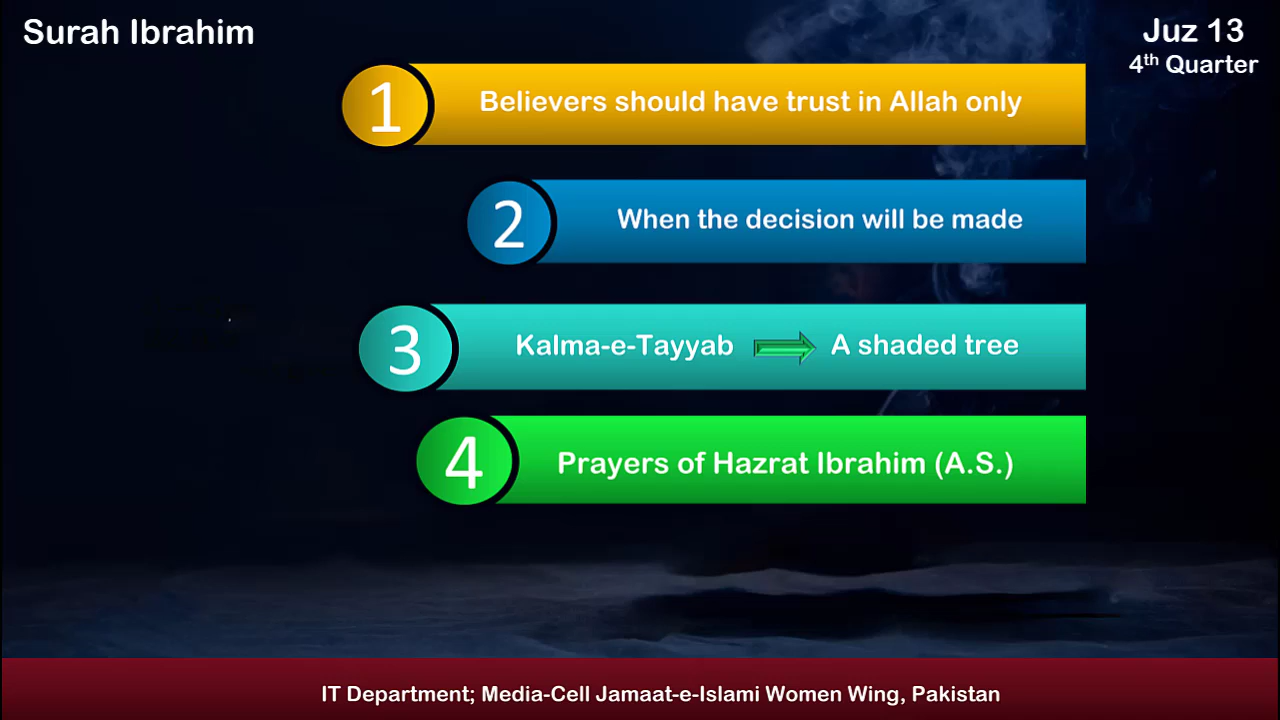 Surah Ibrahim
Juz 13
4th Quarter
1 Believers should have trust in Allah only
2 When the decision will be made
3 Kalma-e-Tayyab A shaded tree
4 Prayers of Hazrat Ibrahim (A.S.)
IT Department; Media-Cell Jamaat-e-Islami Women Wing, Pakistan